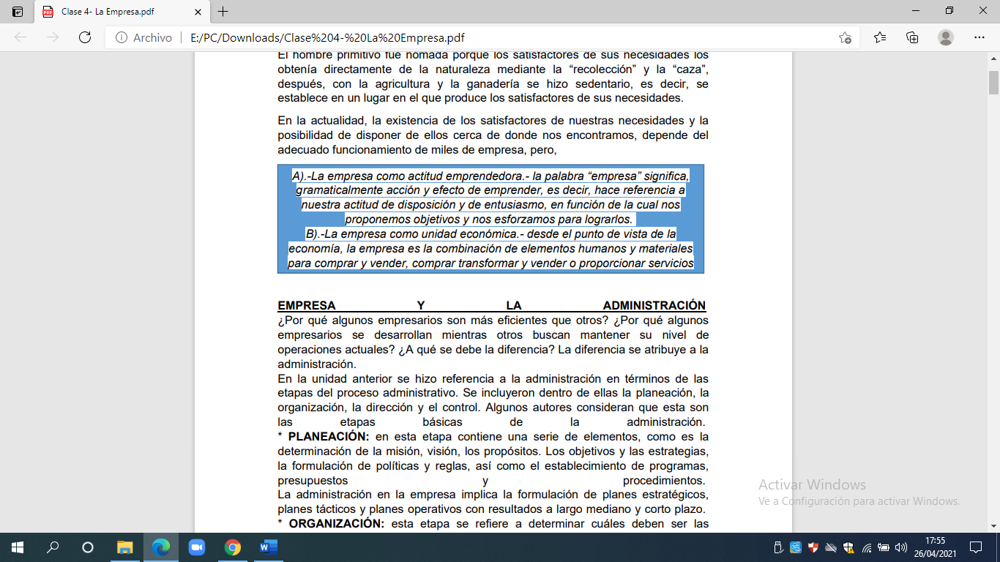 Clase 4- La Empresa.pdf
Archivo
E:/PC/Downloads/Clase%204-%20La%20Empresa.pdf
El hombre primitivo fue nómada porque los satisfactores de sus necesidades los
obtenía directamente de la naturaleza mediante la “recolección” y la “caza”,
después, con la agricultura y la ganadería se hizo sedentario, es decir, se
establece en un lugar en el que produce los satisfactores de sus necesidades.
En la actualidad, la existencia de los satisfactores de nuestras necesidades y la
posibilidad de disponer de ellos cerca de donde nos encontramos, depende del
adecuado funcionamiento de miles de empresa, pero,
A).-La empresa como actitud emprendedora.- la palabra “empresa” significa,
gramaticalmente acción y efecto de emprender, es decir, hace referencia a
nuestra actitud de disposición y de entusiasmo, en función de la cual nos
proponemos objetivos y nos esforzamos para lograrlos.
B).-La empresa como unidad económica.- desde el punto de vista de la
economía, la empresa es la combinación de elementos humanos y materiales
para comprar y vender, comprar transformar y vender o proporcionar servicios
EMPRESA Y LA ADMINISTRACIÓN
¿Por qué algunos empresarios son más eficientes que otros? ¿Por qué algunos
empresarios se desarrollan mientras otros buscan mantener su nivel de
operaciones actuales? ¿A qué se debe la diferencia? La diferencia se atribuye a la
administración.
En la unidad anterior se hizo referencia a la administración en términos de las
etapas del proceso administrativo. Se incluyeron dentro de ellas la planeación, la
organización, la dirección y el control. Algunos autores consideran que esta son
las etapas básicas de la administración.
* PLANEACIÓN: en esta etapa contiene una serie de elementos, como es la
determinación de la misión, visión, los propósitos. Los objetivos y las estrategias,
la formulación de políticas y reglas, así como el establecimiento de programas,
presupuestos y procedimientos.
La administración en la empresa implica la formulación de planes estratégicos,
planes tácticos y planes operativos con resultados a largo mediano y corto plazo.
* ORGANIZACIÓN: esta etapa se refiere a determinar cuáles deben ser las
Activar Windows
Ve a Configuración para activar Windows.
17:55
26/04/2021